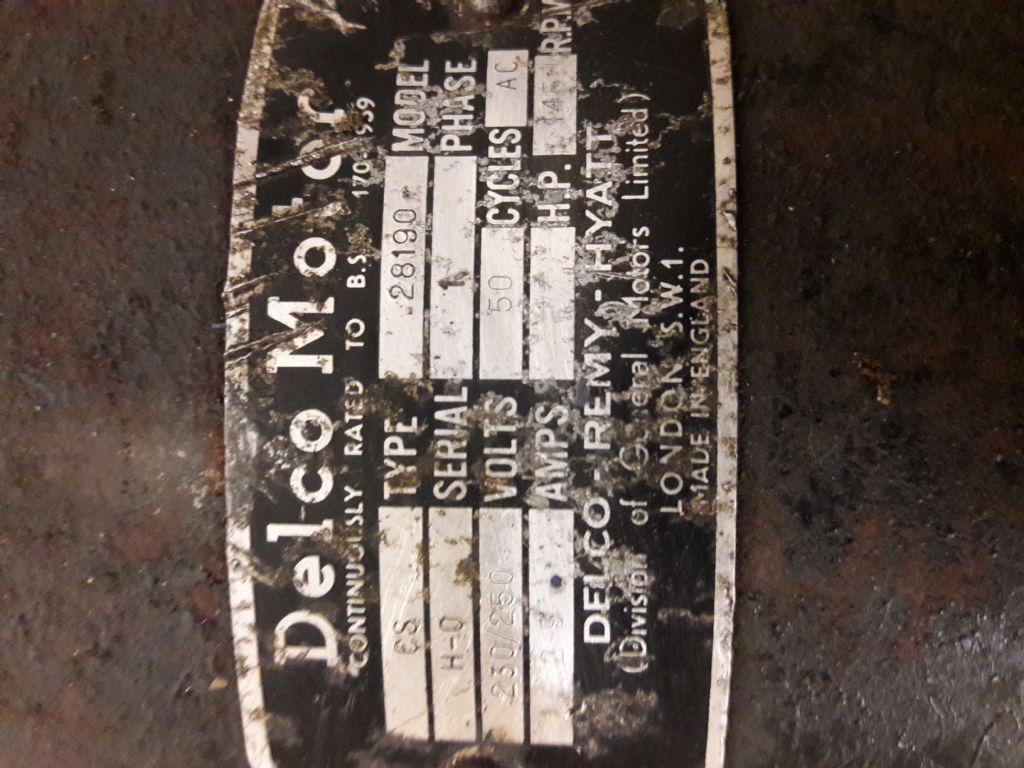 Delco Motor
CONTINUOUSLY RATED TO B.S. 170-1939
CS TYPE 28190 MODEL
H-O SERIAL 1 PHASE
230/250 VOLTS 50 CYCLES AC
AMPS H.P. R.P.M
DELCO-REMY-HYATT
(Division of General Motors Limited)
LONDON S.W.1.
MADE IN ENGLAND